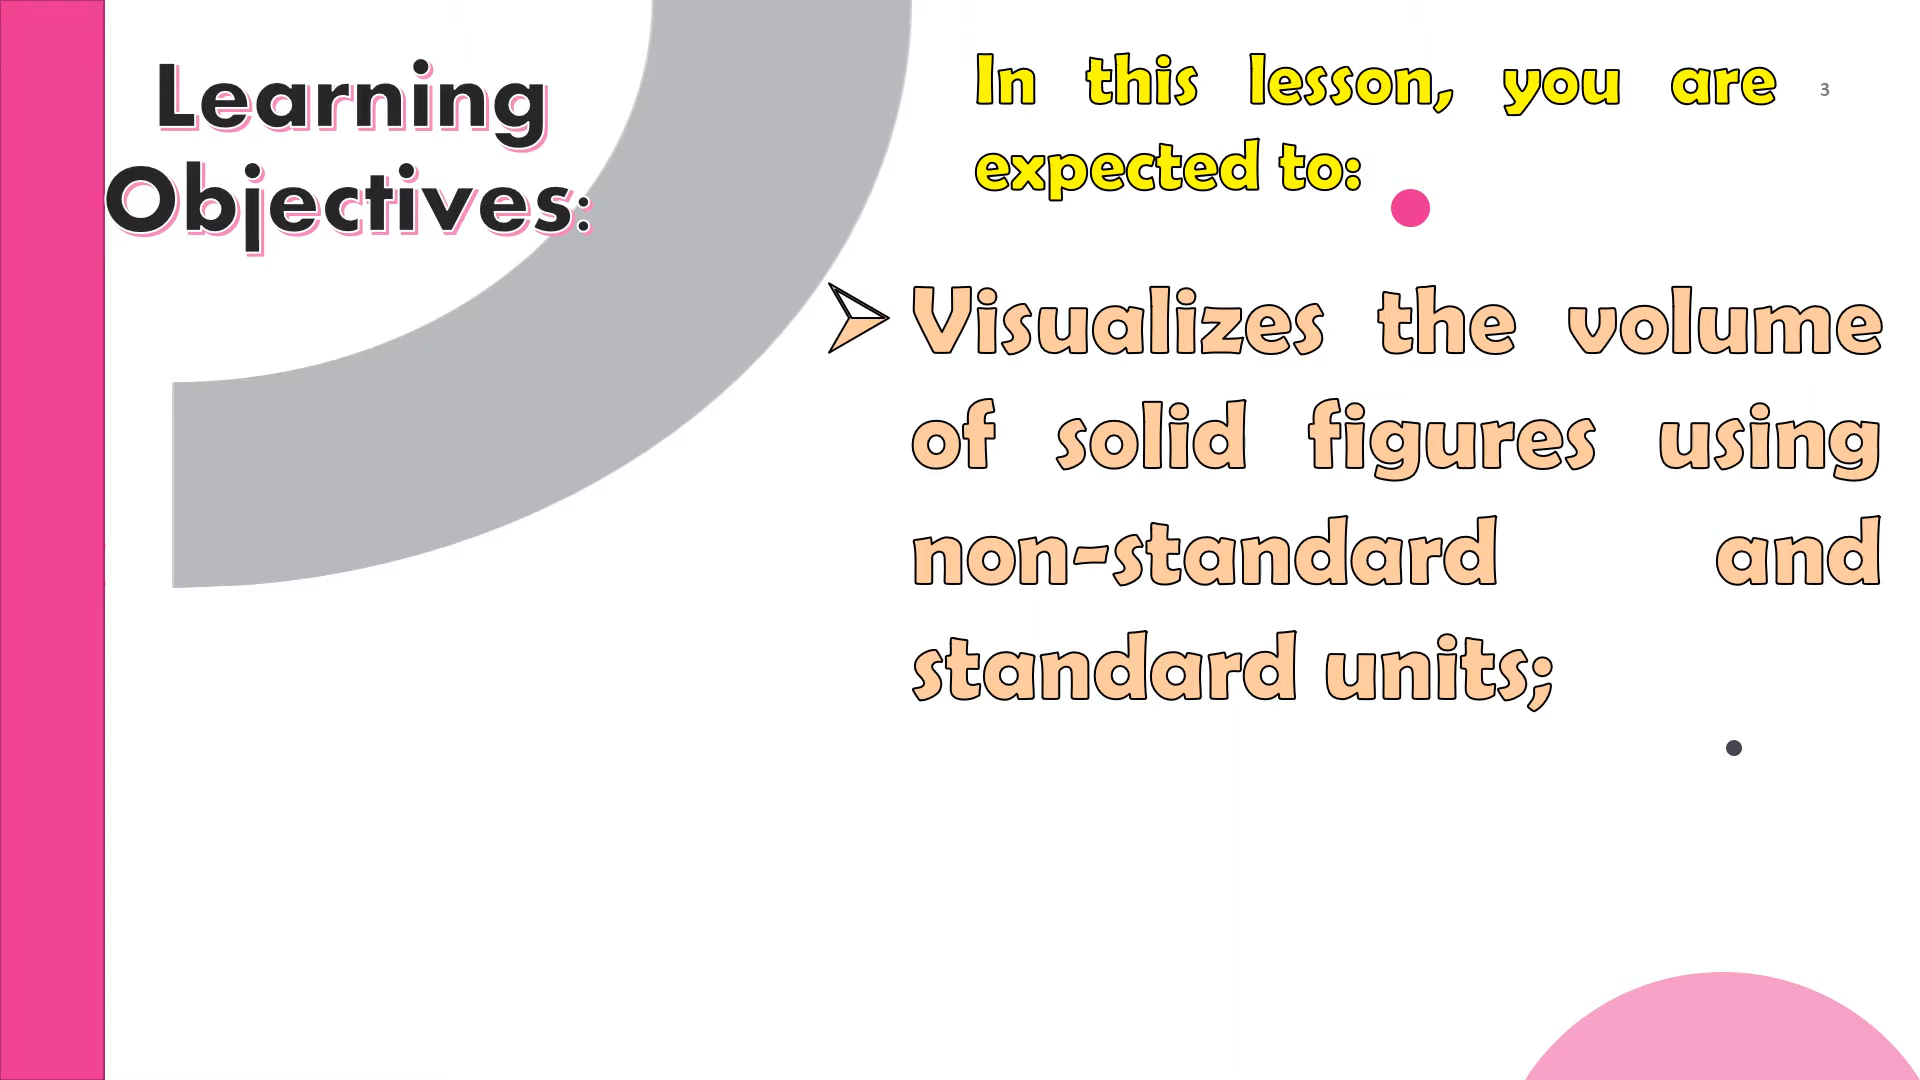 Learning
Objectives:
In this lesson, you are
expected to:
3
➢ Visualizes the volume
of solid figures using
non-standard and
standard units;